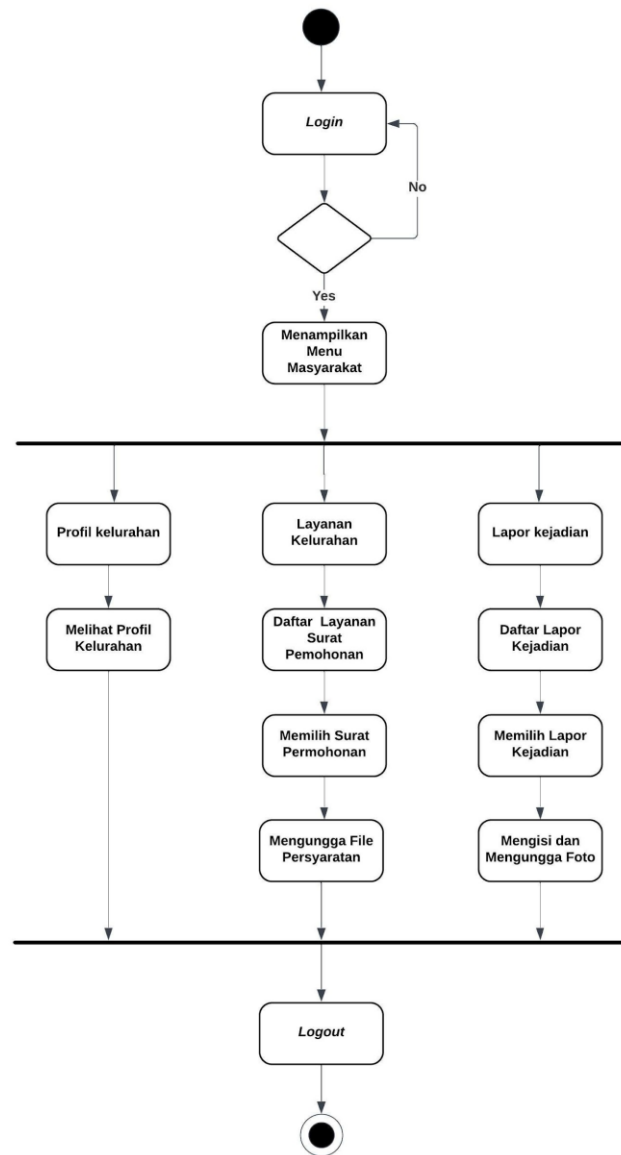 Login
No
Yes
Menampilkan
Menu
Masyarakat
Profil kelurahan
Layanan
Kelurahan
Lapor kejadian
Melihat Profil
Kelurahan
Daftar Layanan
Surat
Pemohonan
Daftar Lapor
Kejadian
Memilih Surat
Permohonan
Memilih Lapor
Kejadian
Mengungga File
Persyaratan
Mengisi dan
Mengungga Foto
Logout